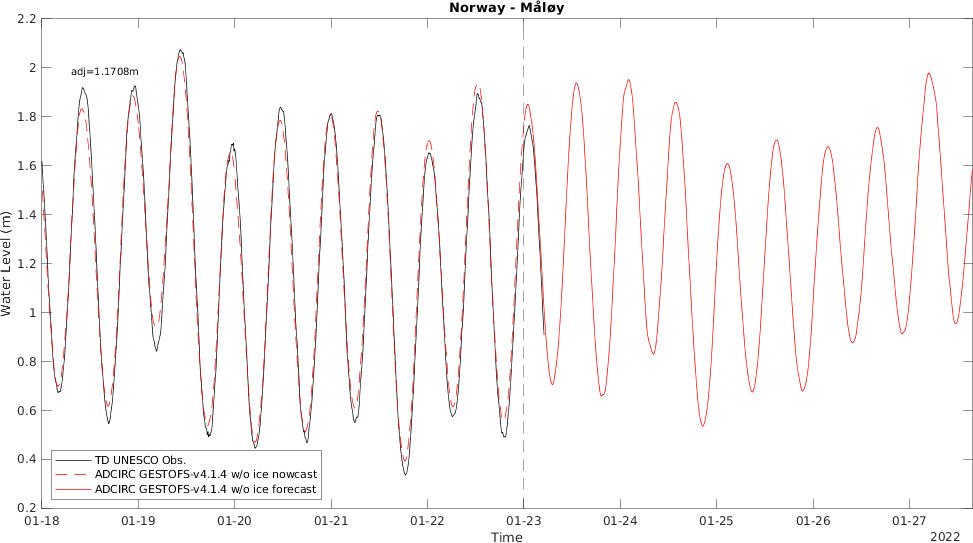 Norway - Måløy
adj=1.1708m
Water Level (m)
2.2
2
1.8
1.6
1.4
1.2
1
0.8
0.6
0.4
0.2
TD UNESCO Obs.
ADCIRC GESTOFS-v4.1.4 w/o ice nowcast
ADCIRC GESTOFS-v4.1.4 w/o ice forecast
01-18 01-19 01-20 01-21 01-22 01-23 01-24 01-25 01-26 01-27
Time
2022